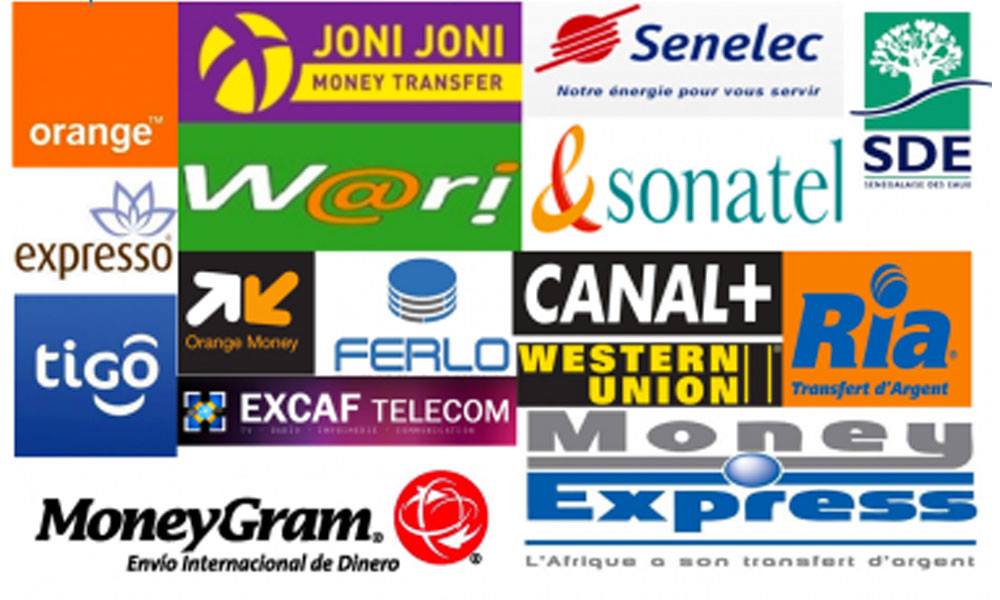 orange™
JONI JONI
MONEY TRANSFER
Senelec
Notre énergie pour vous servir
SDE
SENEGALAISE DES EAUX
expresso®
W@ri
&sonatel
tigo
Orange Money
FERLO
CANAL+
WESTERN
UNION
Ria®
Transfert d'Argent
EXCAF TELECOM
Money
Express
L'Afrique a son transfert d'argent
MoneyGram®
Envío Internacional de Dinero